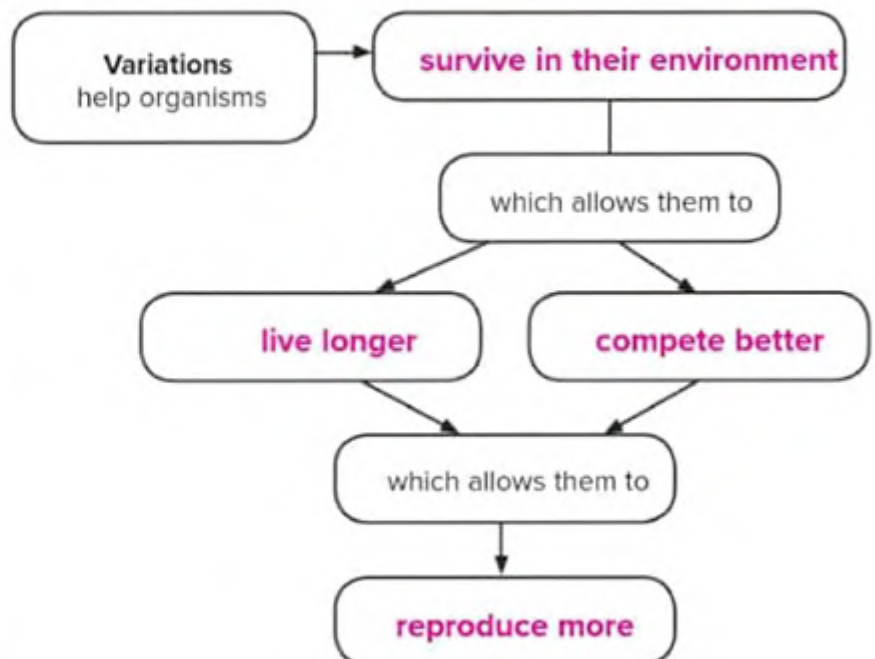 Variations
help organisms
survive in their environment
which allows them to
live longer
compete better
which allows them to
reproduce more